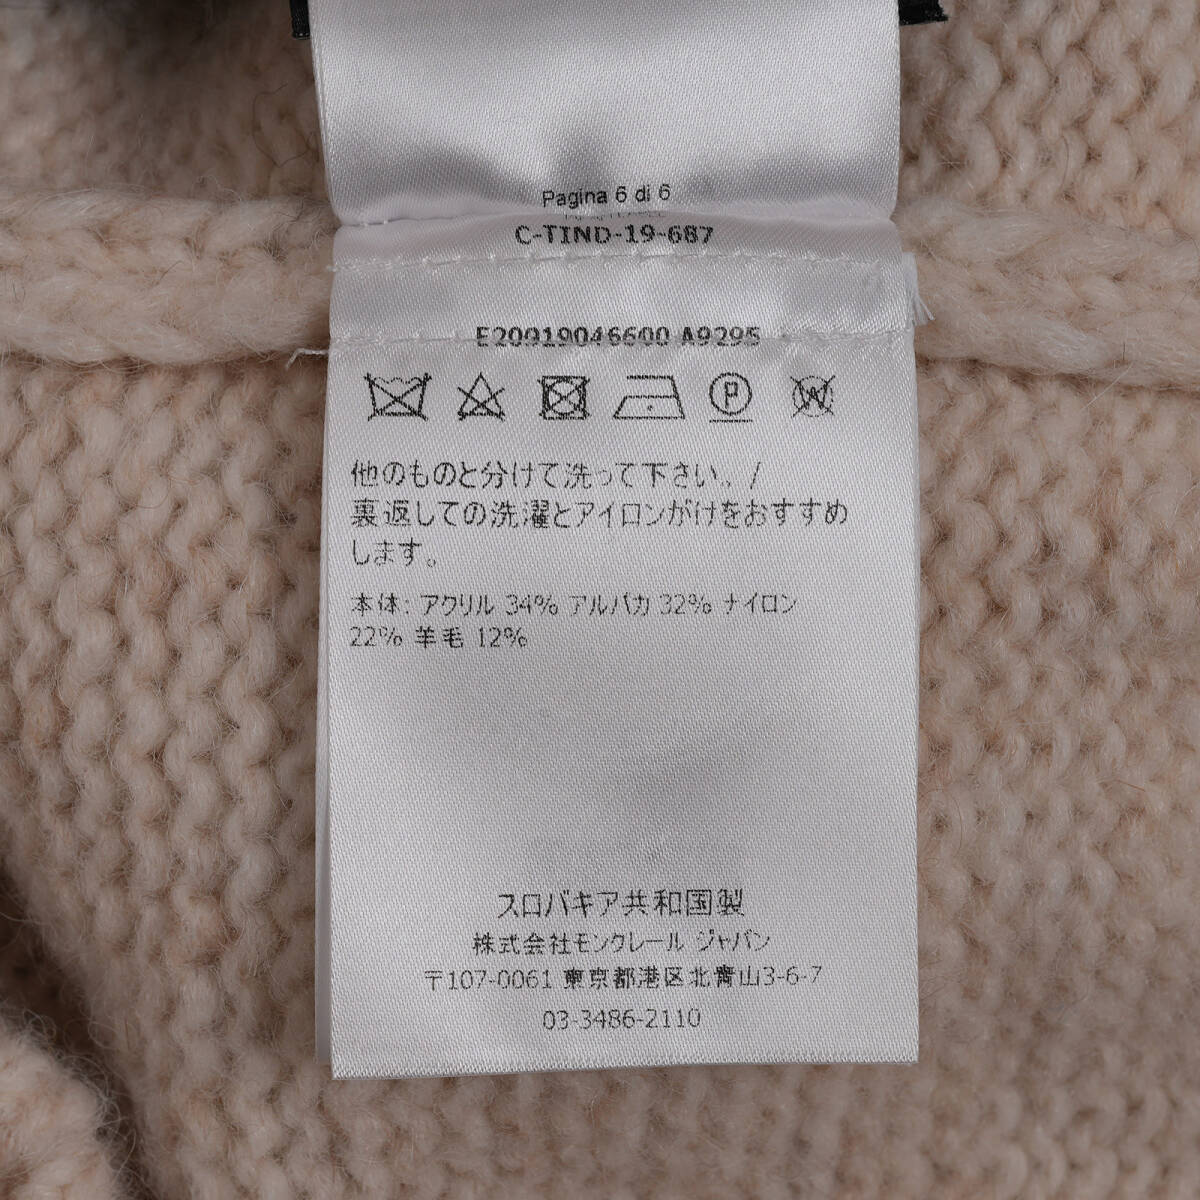 Pagina 6 di 6
C-TIND-19-687
E20919046600 A9295
P
W
他のものと分けて洗って下さい。/
裏返しての洗濯とアイロンがけをおすすめ
します。
本体: アクリル 34% アルパカ 32% ナイロン
22% 羊毛 12%
スロバキア共和国製
株式会社モンクレール ジャパン
〒107-0061 東京都港区北青山3-6-7
03-3486-2110